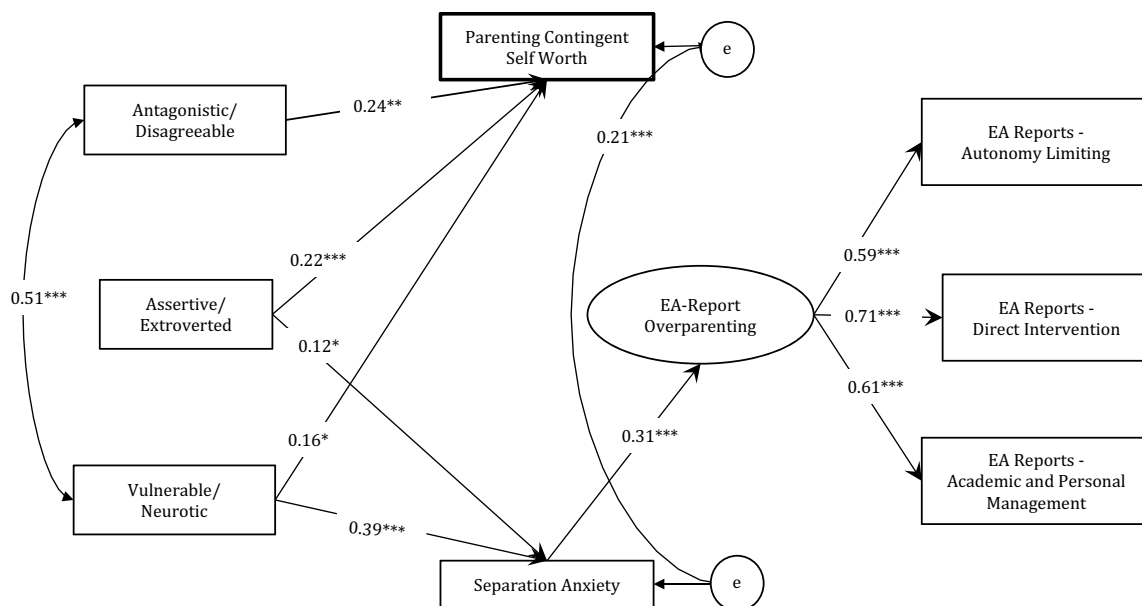 Parenting Contingent
Self Worth
e
Antagonistic/
Disagreeable
0.24**
0.21***
EA Reports -
Autonomy Limiting
0.22***
0.59***
0.51***
Assertive/
Extroverted
EA-Report
Overparenting
0.71***
EA Reports -
Direct Intervention
0.12*
0.61***
0.16*
0.31***
Vulnerable/
Neurotic
0.39***
EA Reports -
Academic and Personal
Management
Separation Anxiety
e